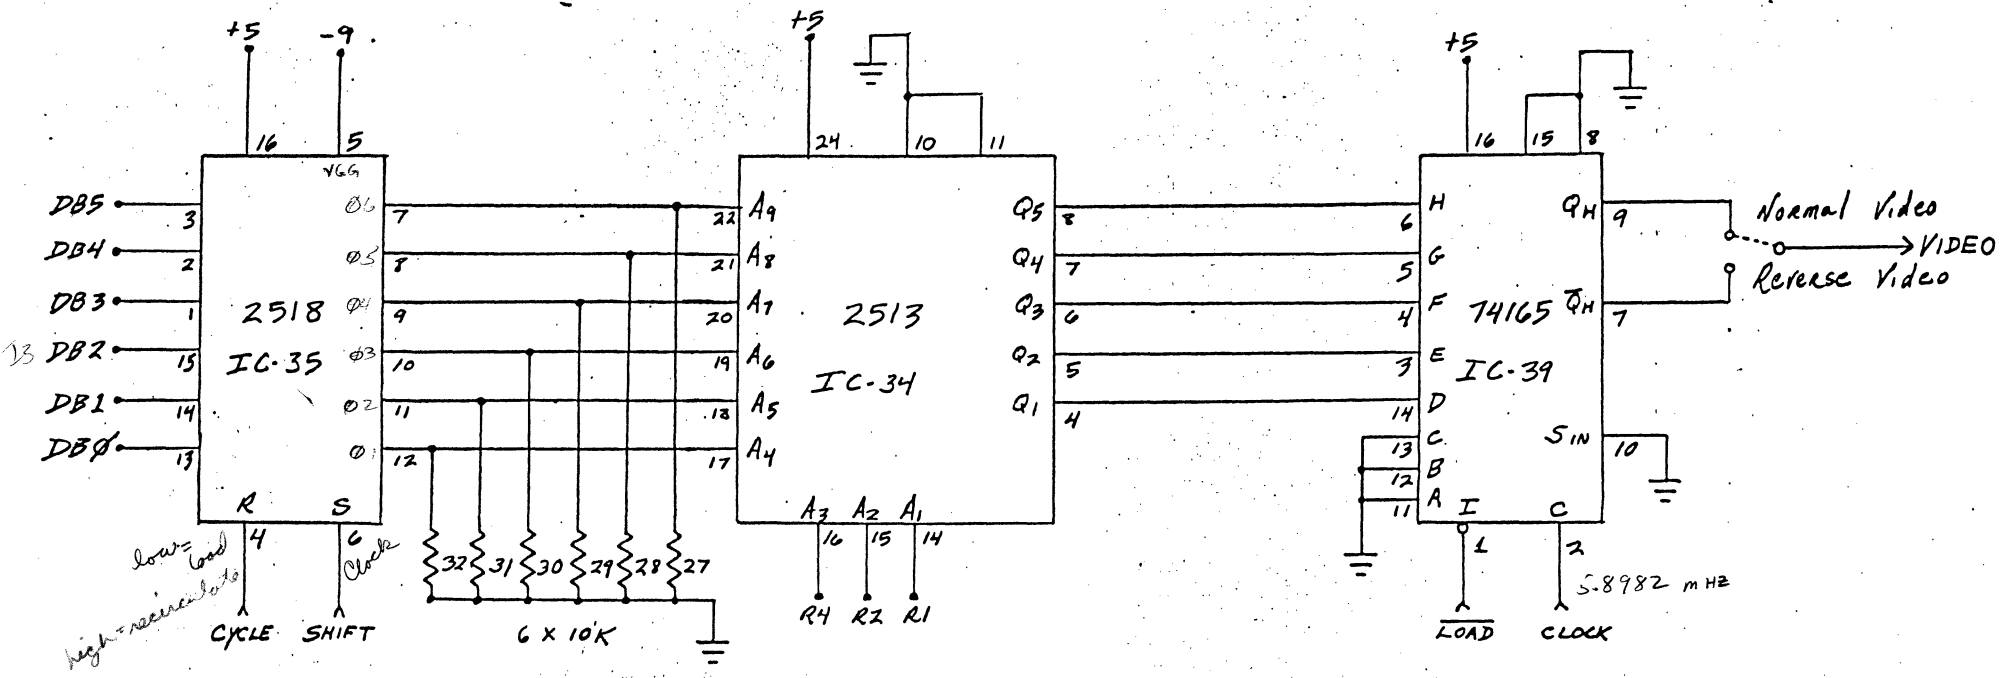 +5
-9
+5
+5
16
5
24
10
11
16
15
8
VGG
DB5
3
Ø6
7
22
A9
Q5
8
6
H
QH
9
Normal Video
DB4
2
Ø5
8
21
A8
Q4
7
5
G
VIDEO
Reverse Video
DB3
1
2518
Ø4
9
20
A7
2513
Q3
6
4
F
74165
Q̅H
7
I3
DB2
15
IC-35
Ø3
10
19
A6
IC-34
Q2
5
3
E
IC-39
DB1
14
Ø2
11
18
A5
Q1
4
14
D
DBØ
13
Ø1
12
17
A4
13
C
12
B
11
A
SIN
10
R
S
A3
A2
A1
I
C
4
6
16
15
14
1
2
low=load
high=recirculate
Clock
32
31
30
29
28
27
5.8982 mHz
CYCLE
SHIFT
6 X 10K
R4
R2
R1
L̅O̅A̅D̅
CLOCK